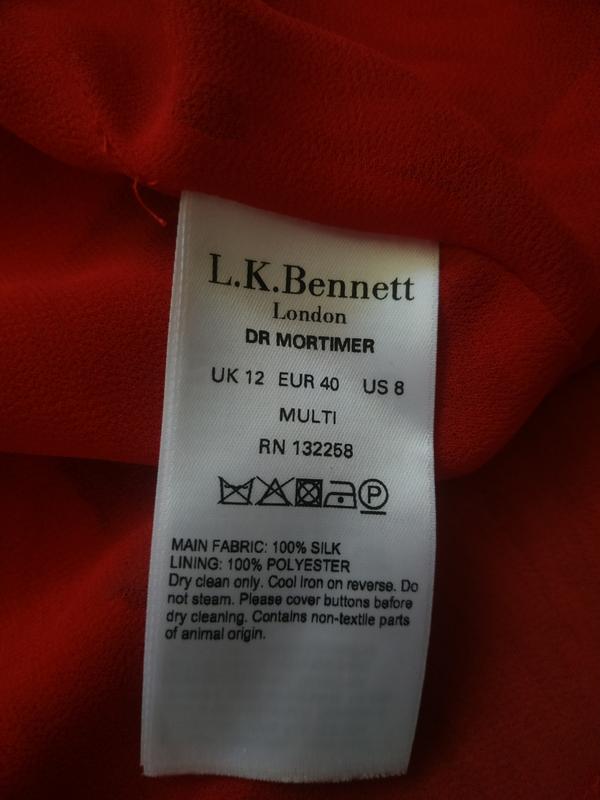 L.K.Bennett
London
DR MORTIMER
UK 12 EUR 40 US 8
MULTI
RN 132258
P
MAIN FABRIC: 100% SILK
LINING: 100% POLYESTER
Dry clean only. Cool iron on reverse. Do
not steam. Please cover buttons before
dry cleaning. Contains non-textile parts
of animal origin.